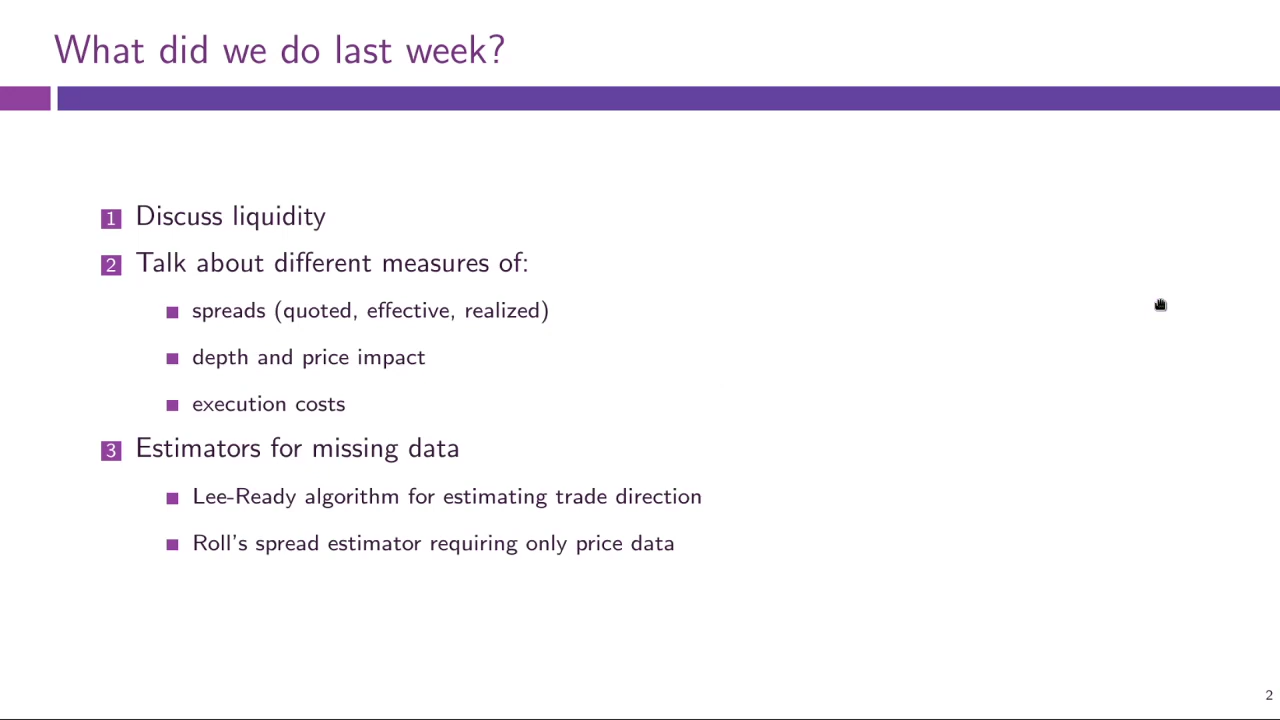 What did we do last week?
1 Discuss liquidity
2 Talk about different measures of:
spreads (quoted, effective, realized)
depth and price impact
execution costs
3 Estimators for missing data
Lee-Ready algorithm for estimating trade direction
Roll's spread estimator requiring only price data
2